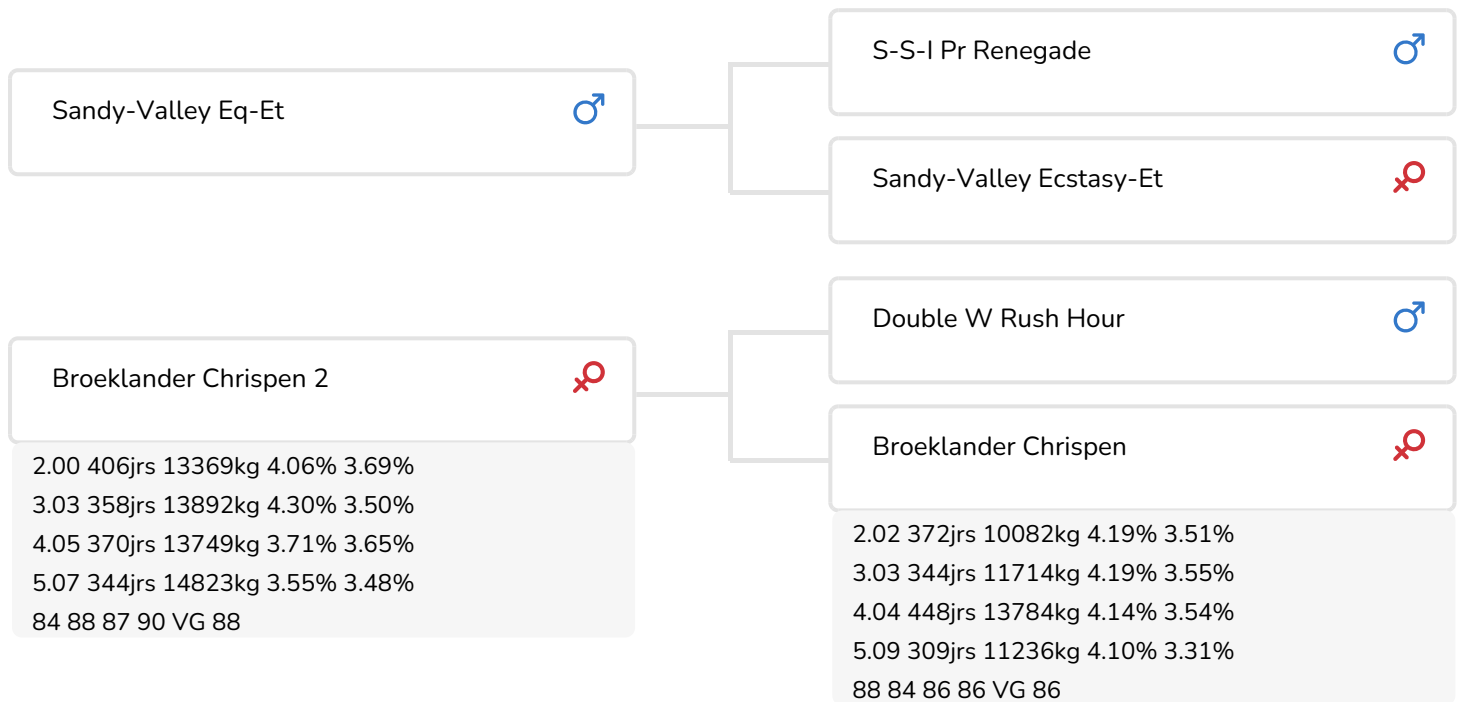 Sandy-Valley Eq-Et
S-S-I Pr Renegade
Sandy-Valley Ecstasy-Et
Broeklander Chrispen 2
2.00 406jrs 13369kg 4.06% 3.69%
3.03 358jrs 13892kg 4.30% 3.50%
4.05 370jrs 13749kg 3.71% 3.65%
5.07 344jrs 14823kg 3.55% 3.48%
84 88 87 90 VG 88
Double W Rush Hour
Broeklander Chrispen
2.02 372jrs 10082kg 4.19% 3.51%
3.03 344jrs 11714kg 4.19% 3.55%
4.04 448jrs 13784kg 4.14% 3.54%
5.09 309jrs 11236kg 4.10% 3.31%
88 84 86 86 VG 86